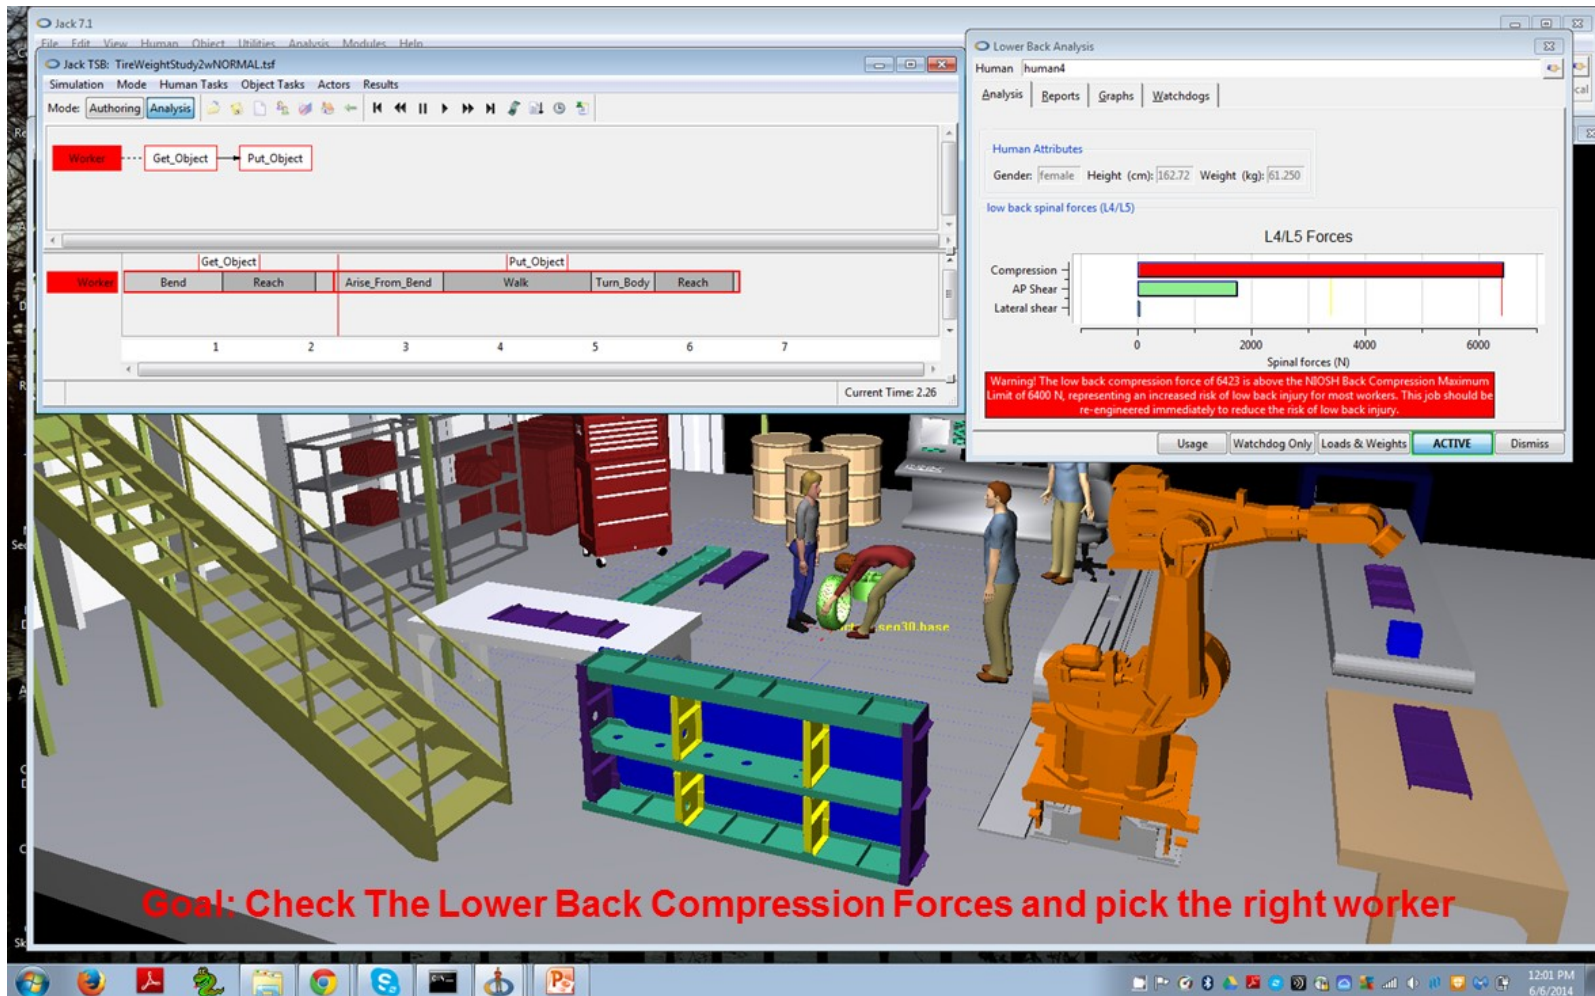 Jack 7.1
File Edit View Human Object Utilities Analysis Modules Help
Jack TSB: TireWeightStudy2wNORMAL.tsf
Simulation Mode Human Tasks Object Tasks Actors Results
Mode: Authoring Analysis
Worker Get_Object Put_Object
Get_Object Put_Object
Worker Bend Reach Arise_From_Bend Walk Turn_Body Reach
1 2 3 4 5 6 7
Current Time: 2.26
Lower Back Analysis
Human human4
Analysis Reports Graphs Watchdogs
Human Attributes
Gender: female Height (cm): 162.72 Weight (kg): 61.250
low back spinal forces (L4/L5)
L4/L5 Forces
Compression
AP Shear
Lateral shear
0 2000 4000 6000
Spinal forces (N)
Warning! The low back compression force of 6423 is above the NIOSH Back Compression Maximum
Limit of 6400 N, representing an increased risk of low back injury for most workers. This job should be
re-engineered immediately to reduce the risk of low back injury.
Usage Watchdog Only Loads & Weights ACTIVE Dismiss
Goal: Check The Lower Back Compression Forces and pick the right worker
12:01 PM
6/6/2014